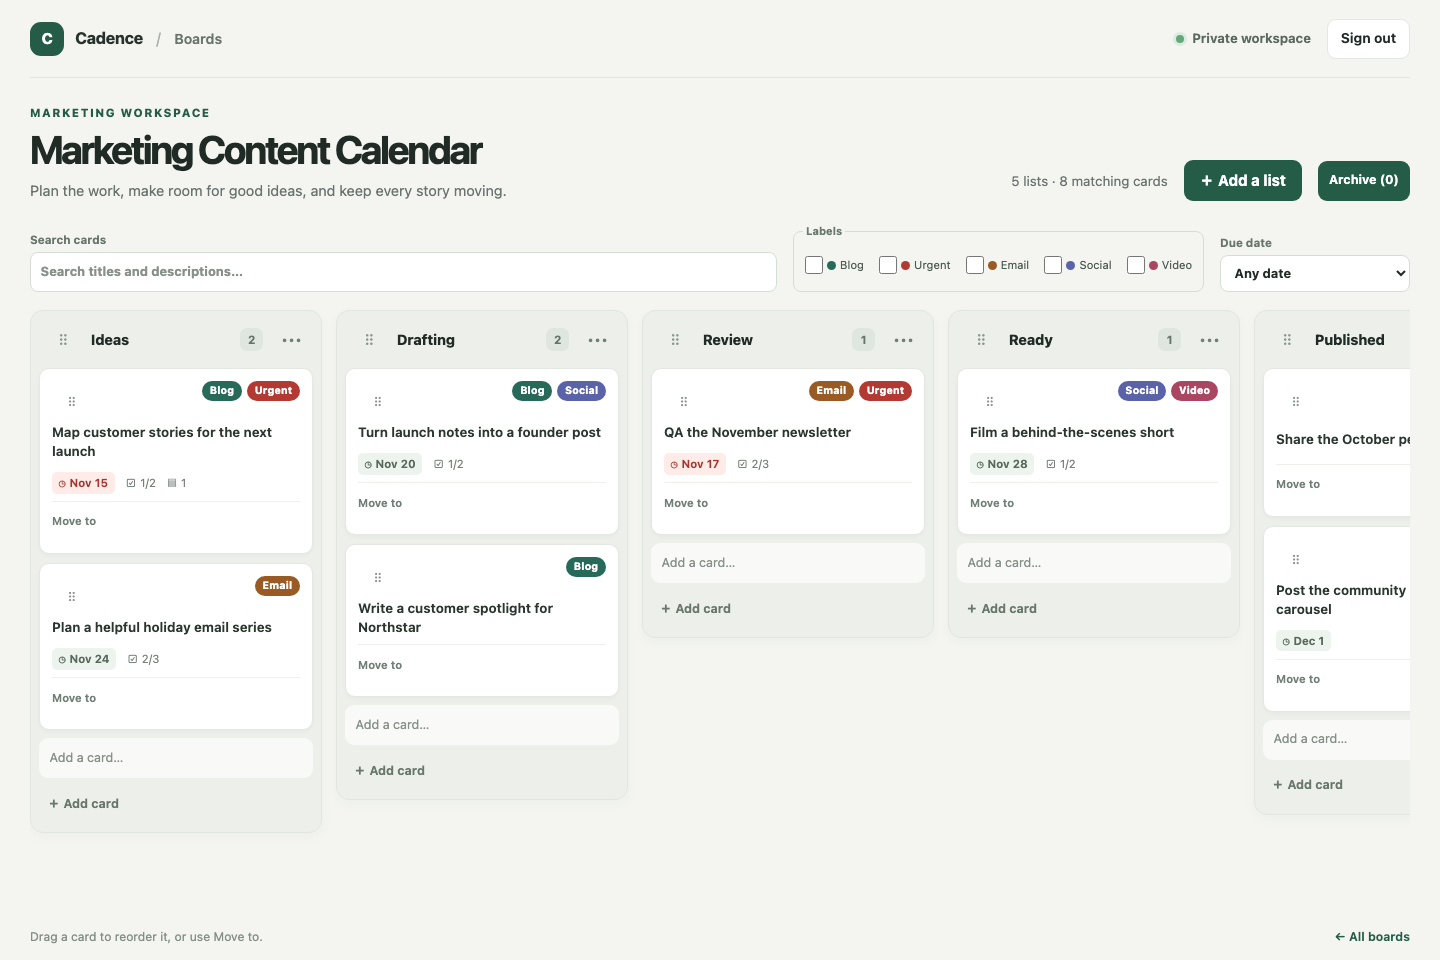 C Cadence / Boards
Private workspace
Sign out
MARKETING WORKSPACE
Marketing Content Calendar
Plan the work, make room for good ideas, and keep every story moving.
5 lists · 8 matching cards
+ Add a list
Archive (0)
Search cards
Search titles and descriptions...
Labels
Blog
Urgent
Email
Social
Video
Due date
Any date
Ideas
2
Blog
Urgent
Map customer stories for the next
launch
Nov 15
1/2
1
Move to
Email
Plan a helpful holiday email series
Nov 24
2/3
Move to
Add a card...
+ Add card
Drafting
2
Blog
Social
Turn launch notes into a founder post
Nov 20
1/2
Move to
Blog
Write a customer spotlight for
Northstar
Move to
Add a card...
+ Add card
Review
1
Email
Urgent
QA the November newsletter
Nov 17
2/3
Move to
Add a card...
+ Add card
Ready
1
Social
Video
Film a behind-the-scenes short
Nov 28
1/2
Move to
Add a card...
+ Add card
Published
Share the October
Move to
Post the community
carousel
Dec 1
Move to
Add a card...
+ Add card
Drag a card to reorder it, or use Move to.
← All boards